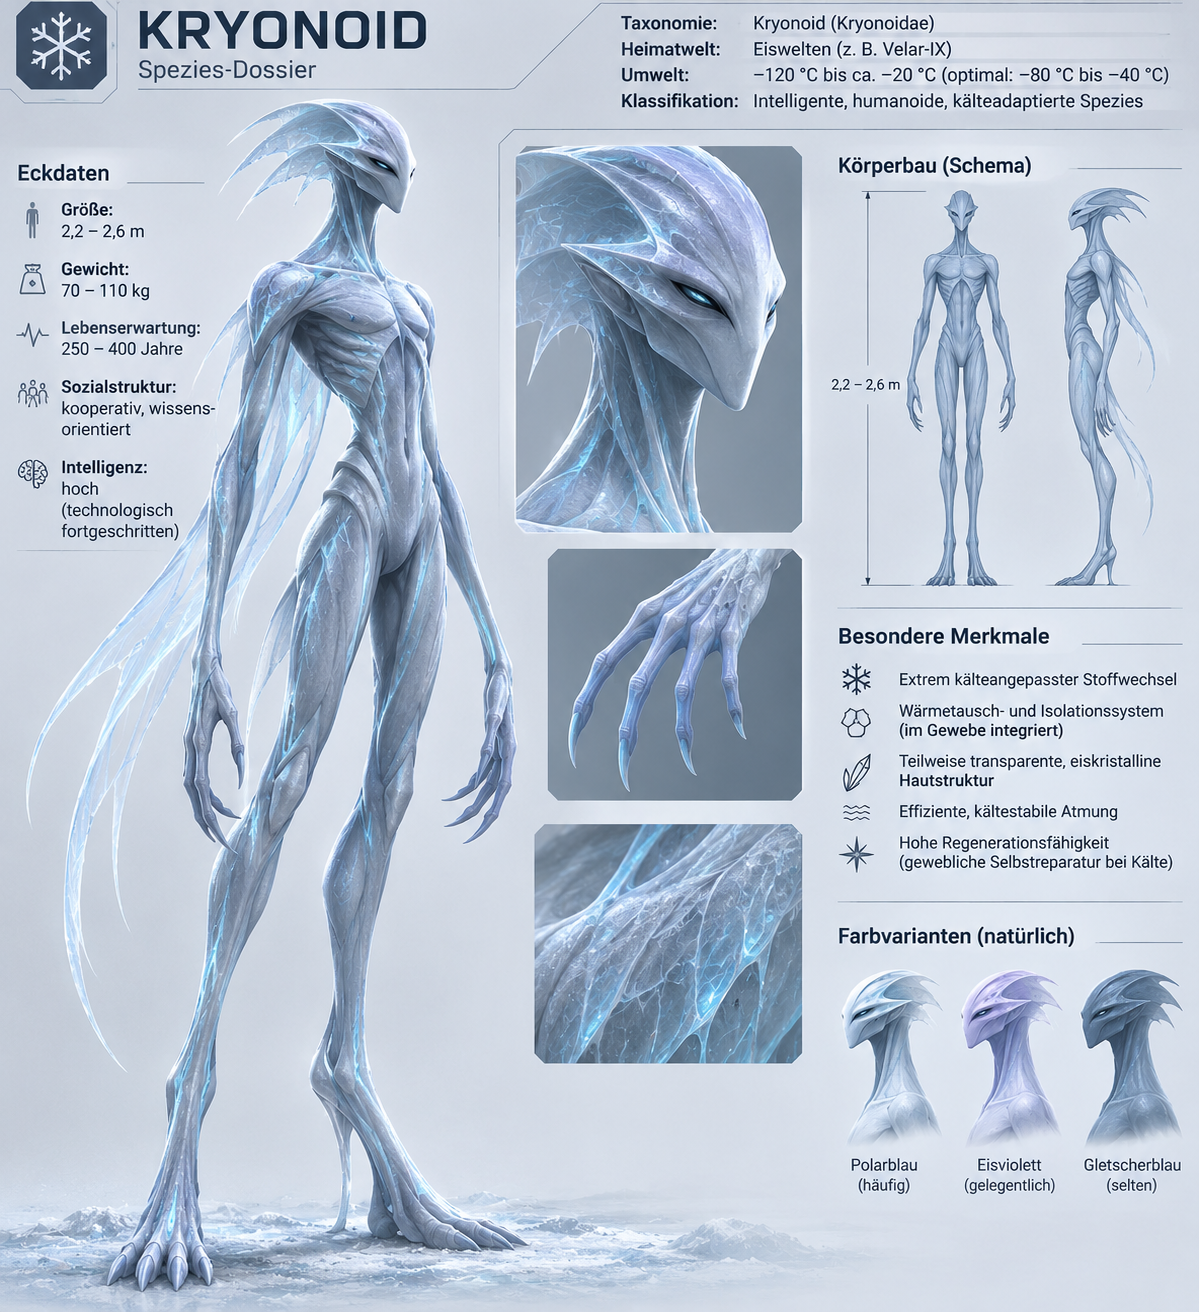 KRYONOID
Spezies-Dossier
Taxonomie: Kryonoid (Kryonoidae)
Heimatwelt: Eiswelten (z. B. Velar-IX)
Umwelt: −120 °C bis ca. −20 °C (optimal: −80 °C bis −40 °C)
Klassifikation: Intelligente, humanoide, kälteadaptierte Spezies
Eckdaten
Größe:
2,2 – 2,6 m
Gewicht:
70 – 110 kg
Lebenserwartung:
250 – 400 Jahre
Sozialstruktur:
kooperativ, wissens-
orientiert
Intelligenz:
hoch
(technologisch
fortgeschritten)
Körperbau (Schema)
2,2 – 2,6 m
Besondere Merkmale
Extrem kälteangepasster Stoffwechsel
Wärmetausch- und Isolationssystem
(im Gewebe integriert)
Teilweise transparente, eiskristalline
Hautstruktur
Effiziente, kältestabile Atmung
Hohe Regenerationsfähigkeit
(gewebliche Selbstreparatur bei Kälte)
Farbvarianten (natürlich)
Polarblau
(häufig)
Eisviolett
(gelegentlich)
Gletscherblau
(selten)